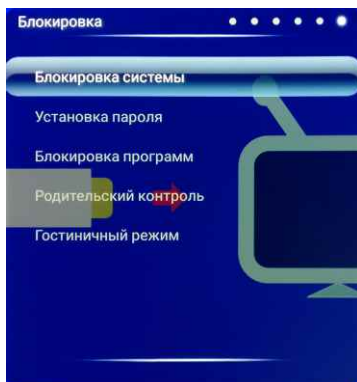 Блокировка
Блокировка системы
Установка пароля
Блокировка программ
Родительский контроль
Гостиничный режим